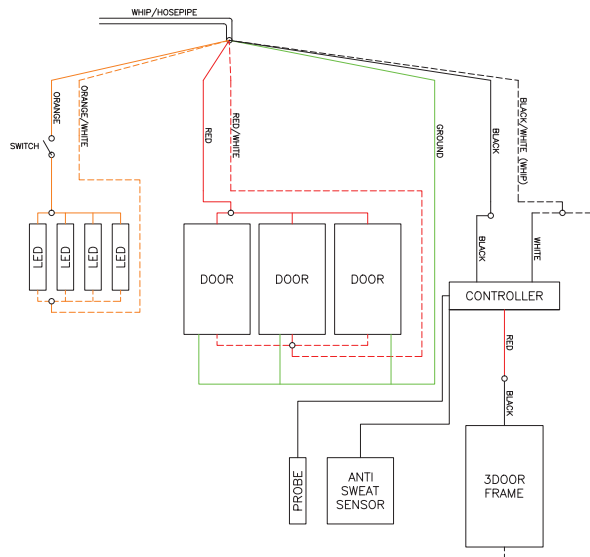 WHIP/HOSEPIPE
ORANGE
ORANGE/WHITE
RED
RED/WHITE
GROUND
BLACK
BLACK/WHITE (WHIP)
SWITCH
LED
LED
LED
LED
DOOR
DOOR
DOOR
BLACK
WHITE
CONTROLLER
RED
BLACK
PROBE
ANTI
SWEAT
SENSOR
3DOOR
FRAME